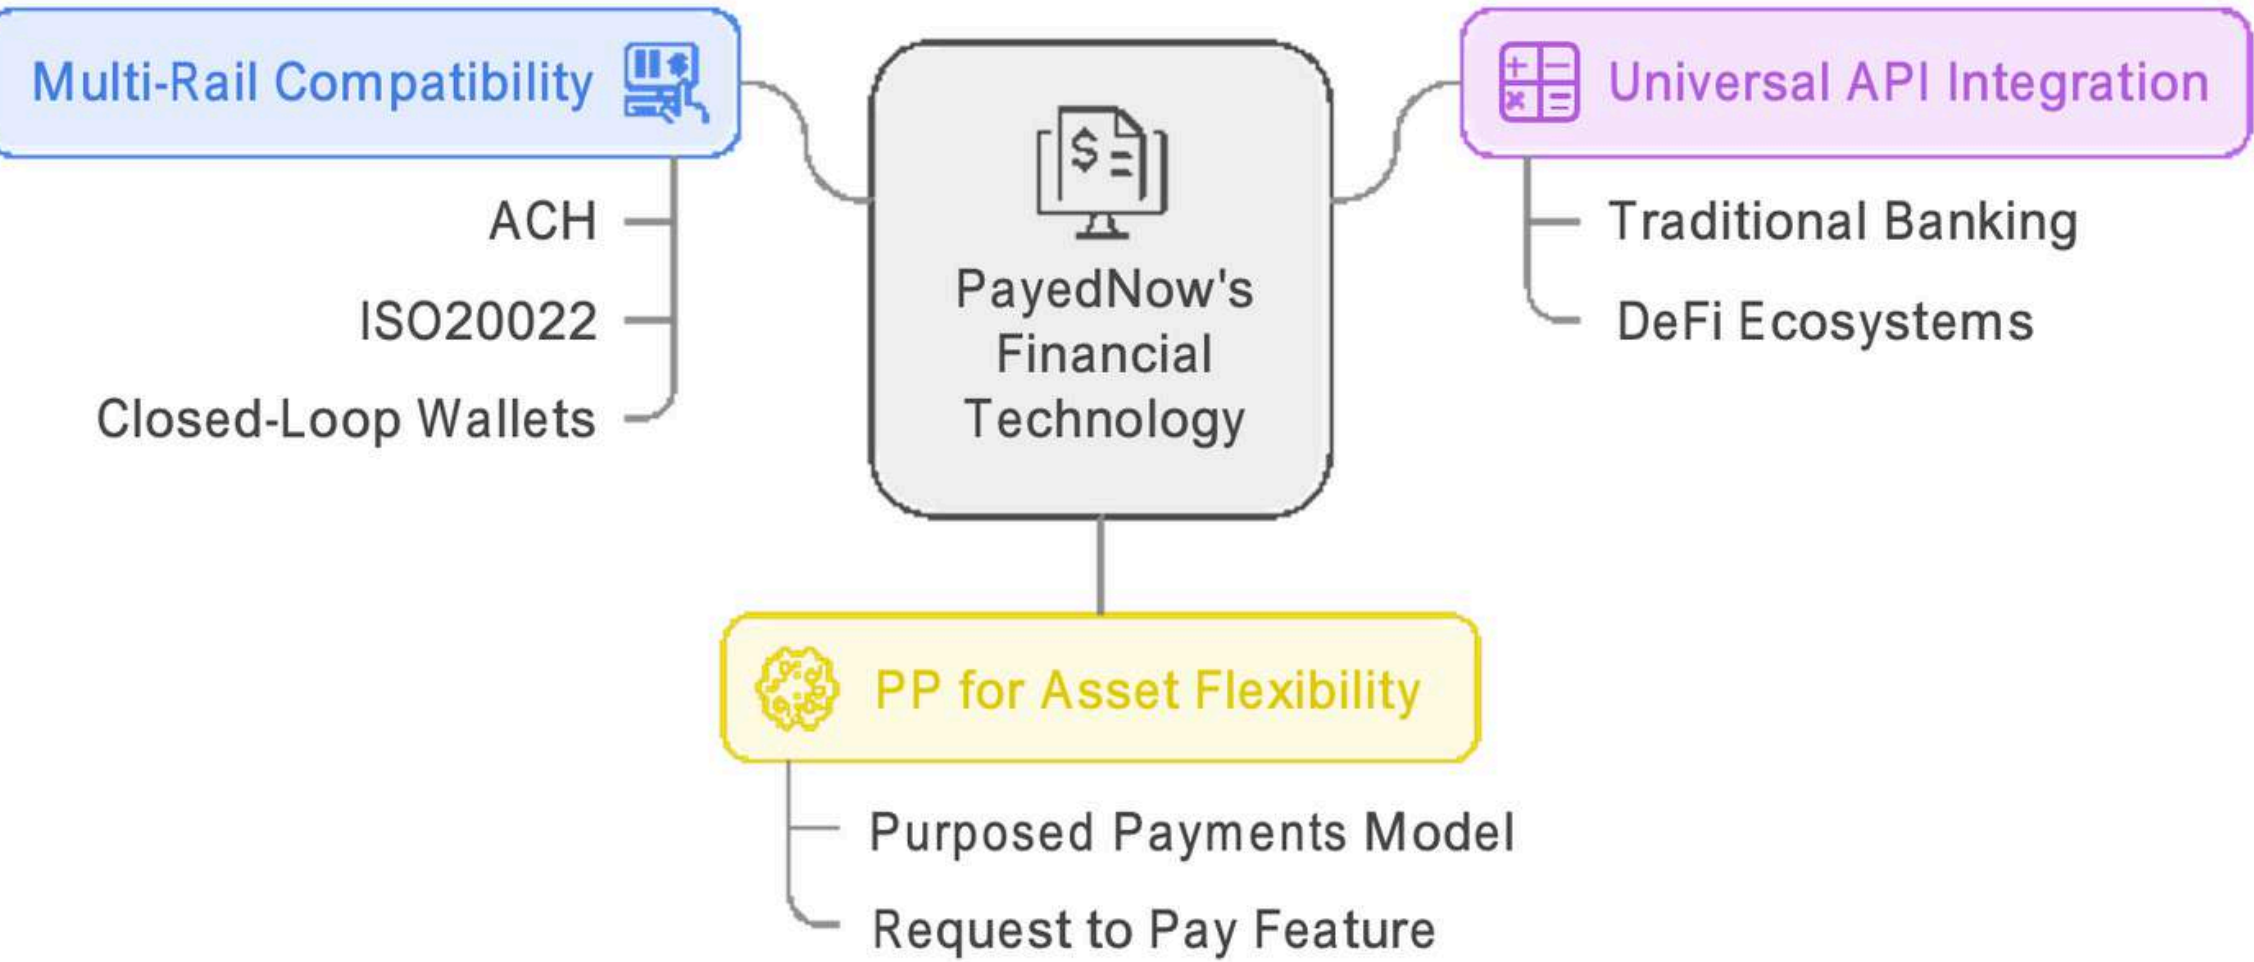 Multi-Rail Compatibility
ACH
ISO20022
Closed-Loop Wallets
PayedNow's
Financial
Technology
Universal API Integration
Traditional Banking
DeFi Ecosystems
PP for Asset Flexibility
Purposed Payments Model
Request to Pay Feature